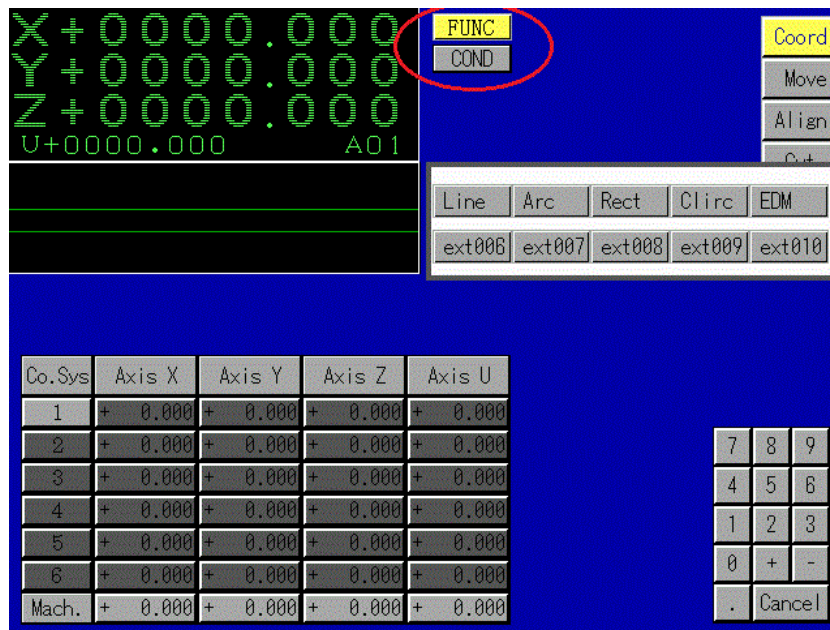 X+0000.000
Y+0000.000
Z+0000.000
U+0000.000 A01
FUNC
COND
Coord
Move
Align
Line Arc Rect Clirc EDM
ext006 ext007 ext008 ext009 ext010
Co.Sys Axis X Axis Y Axis Z Axis U
1 + 0.000 + 0.000 + 0.000 + 0.000
2 + 0.000 + 0.000 + 0.000 + 0.000
3 + 0.000 + 0.000 + 0.000 + 0.000
4 + 0.000 + 0.000 + 0.000 + 0.000
5 + 0.000 + 0.000 + 0.000 + 0.000
6 + 0.000 + 0.000 + 0.000 + 0.000
Mach. + 0.000 + 0.000 + 0.000 + 0.000
7 8 9
4 5 6
1 2 3
0 + -
. Cancel